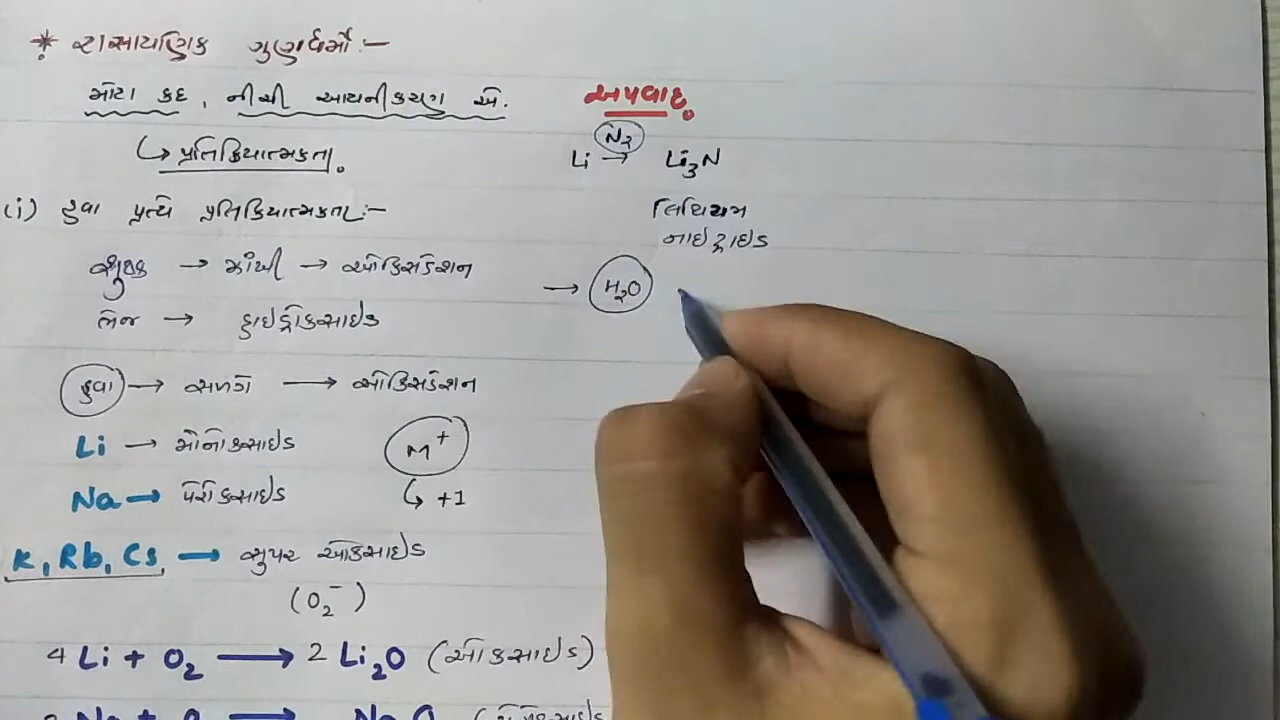 * રાસાયણિક ગુણધર્મો :-
મોટા કદ, નીચી આયનીકરણ એ.
↳ પ્રતિક્રિયાત્મકતા.
(i) હવા પ્રત્યે પ્રતિક્રિયાત્મકતા :-
શુષ્ક → ઝાંખી → ઓક્સિડેશન
ભેજ → હાઇડ્રોક્સાઇડ
હવા → સળગે → ઓક્સિડેશન
Li → મોનોક્સાઇડ
M⁺
Na → પેરોક્સાઇડ
↳ +1
K, Rb, Cs, → સુપર ઓક્સાઇડ
(O₂⁻)
4 Li + O₂ → 2 Li₂O (ઓક્સાઇડ)
અપવાદ.
N₂
Li → Li₃N
લિથિયમ
નાઇટ્રાઇડ
→ H₂O